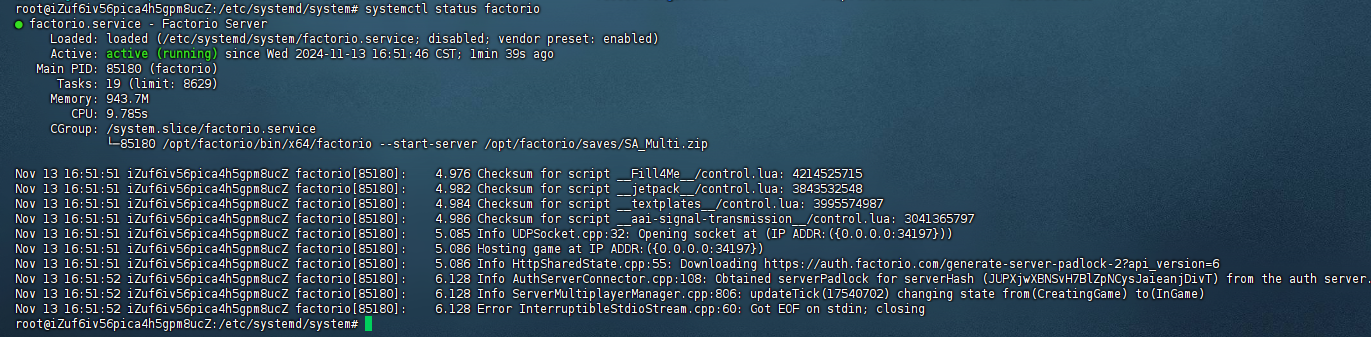 root@iZuf6iv56pica4h5gpm8ucZ:/etc/systemd/system# systemctl status factorio
● factorio.service - Factorio Server
Loaded: loaded (/etc/systemd/system/factorio.service; disabled; vendor preset: enabled)
Active: active (running) since Wed 2024-11-13 16:51:46 CST; 1min 39s ago
Main PID: 85180 (factorio)
Tasks: 19 (limit: 8629)
Memory: 943.7M
CPU: 9.785s
CGroup: /system.slice/factorio.service
└─85180 /opt/factorio/bin/x64/factorio --start-server /opt/factorio/saves/SA_Multi.zip
Nov 13 16:51:51 iZuf6iv56pica4h5gpm8ucZ factorio[85180]: 4.976 Checksum for script __Fill4Me__/control.lua: 4214525715
Nov 13 16:51:51 iZuf6iv56pica4h5gpm8ucZ factorio[85180]: 4.982 Checksum for script __jetpack__/control.lua: 3843532548
Nov 13 16:51:51 iZuf6iv56pica4h5gpm8ucZ factorio[85180]: 4.984 Checksum for script __textplates__/control.lua: 3995574987
Nov 13 16:51:51 iZuf6iv56pica4h5gpm8ucZ factorio[85180]: 4.986 Checksum for script __aai-signal-transmission__/control.lua: 3041365797
Nov 13 16:51:51 iZuf6iv56pica4h5gpm8ucZ factorio[85180]: 5.085 Info UDPSocket.cpp:32: Opening socket at (IP ADDR:({0.0.0.0:34197}))
Nov 13 16:51:51 iZuf6iv56pica4h5gpm8ucZ factorio[85180]: 5.086 Hosting game at IP ADDR:({0.0.0.0:34197})
Nov 13 16:51:51 iZuf6iv56pica4h5gpm8ucZ factorio[85180]: 5.086 Info HttpSharedState.cpp:55: Downloading https://auth.factorio.com/generate-server-padlock-2?api_version=6
Nov 13 16:51:52 iZuf6iv56pica4h5gpm8ucZ factorio[85180]: 6.128 Info AuthServerConnector.cpp:108: Obtained serverPadlock for serverHash (JUPXjwXBNSvH7BlZpNCysJaieanjDivT) from the auth server.
Nov 13 16:51:52 iZuf6iv56pica4h5gpm8ucZ factorio[85180]: 6.128 Info ServerMultiplayerManager.cpp:806: updateTick(17540702) changing state from(CreatingGame) to(InGame)
Nov 13 16:51:52 iZuf6iv56pica4h5gpm8ucZ factorio[85180]: 6.128 Error InterruptibleStdioStream.cpp:60: Got EOF on stdin; closing
root@iZuf6iv56pica4h5gpm8ucZ:/etc/systemd/system#